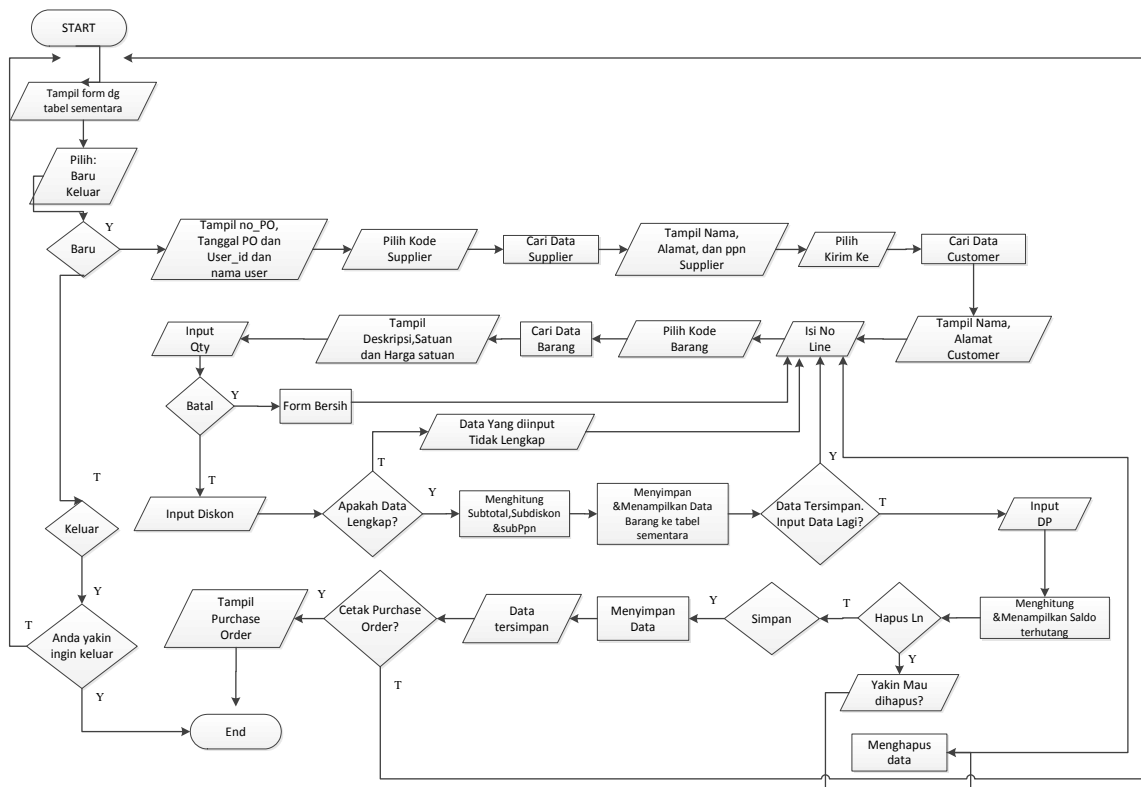 START
Tampil form dg
tabel sementara
Pilih:
Baru
Keluar
Baru
Y
Tampil no_PO,
Tanggal PO dan
User_id dan
nama user
Pilih Kode
Supplier
Cari Data
Supplier
Tampil Nama,
Alamat, dan ppn
Supplier
Pilih
Kirim Ke
Cari Data
Customer
Tampil Nama,
Alamat
Customer
Isi No
Line
Pilih Kode
Barang
Cari Data
Barang
Tampil
Deskripsi,Satuan
dan Harga satuan
Input
Qty
Batal
Y
Form Bersih
T
Input Diskon
Apakah Data
Lengkap?
T
Data Yang diinput
Tidak Lengkap
Y
Menghitung
Subtotal,Subdiskon
&subPpn
Menyimpan
&Menampilkan Data
Barang ke tabel
sementara
Data Tersimpan.
Input Data Lagi?
Y
T
Input
DP
Menghitung
&Menampilkan Saldo
terhutang
Hapus Ln
T
Y
Simpan
Y
Menyimpan
Data
Data
tersimpan
Cetak Purchase
Order?
Y
T
Tampil
Purchase
Order
Yakin Mau
dihapus?
Menghapus
data
T
Keluar
Y
Anda yakin
ingin keluar
T
Y
End